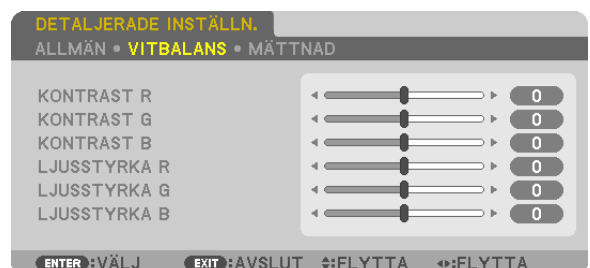 DETALJERADE INSTÄLLN.
ALLMÄN • VITBALANS • MÄTTNAD
KONTRAST R 0
KONTRAST G 0
KONTRAST B 0
LJUSSTYRKA R 0
LJUSSTYRKA G 0
LJUSSTYRKA B 0
ENTER:VÄLJ EXIT:AVSLUT :FLYTTA :FLYTTA